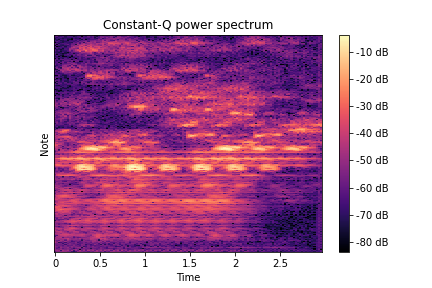 Constant-Q power spectrum
Note
-10 dB
-20 dB
-30 dB
-40 dB
-50 dB
-60 dB
-70 dB
-80 dB
0
0.5
1
1.5
2
2.5
Time